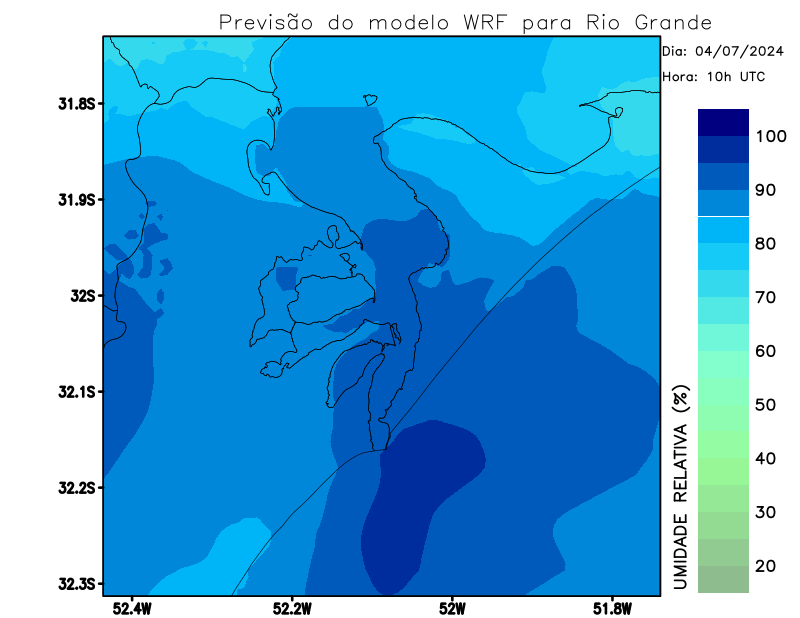 Previsão do modelo WRF para Rio Grande
Dia: 04/07/2024
Hora: 10h UTC
31.8S
31.9S
32S
32.1S
32.2S
32.3S
52.4W
52.2W
52W
51.8W
100
90
80
70
60
50
40
30
20
UMIDADE RELATIVA (%)